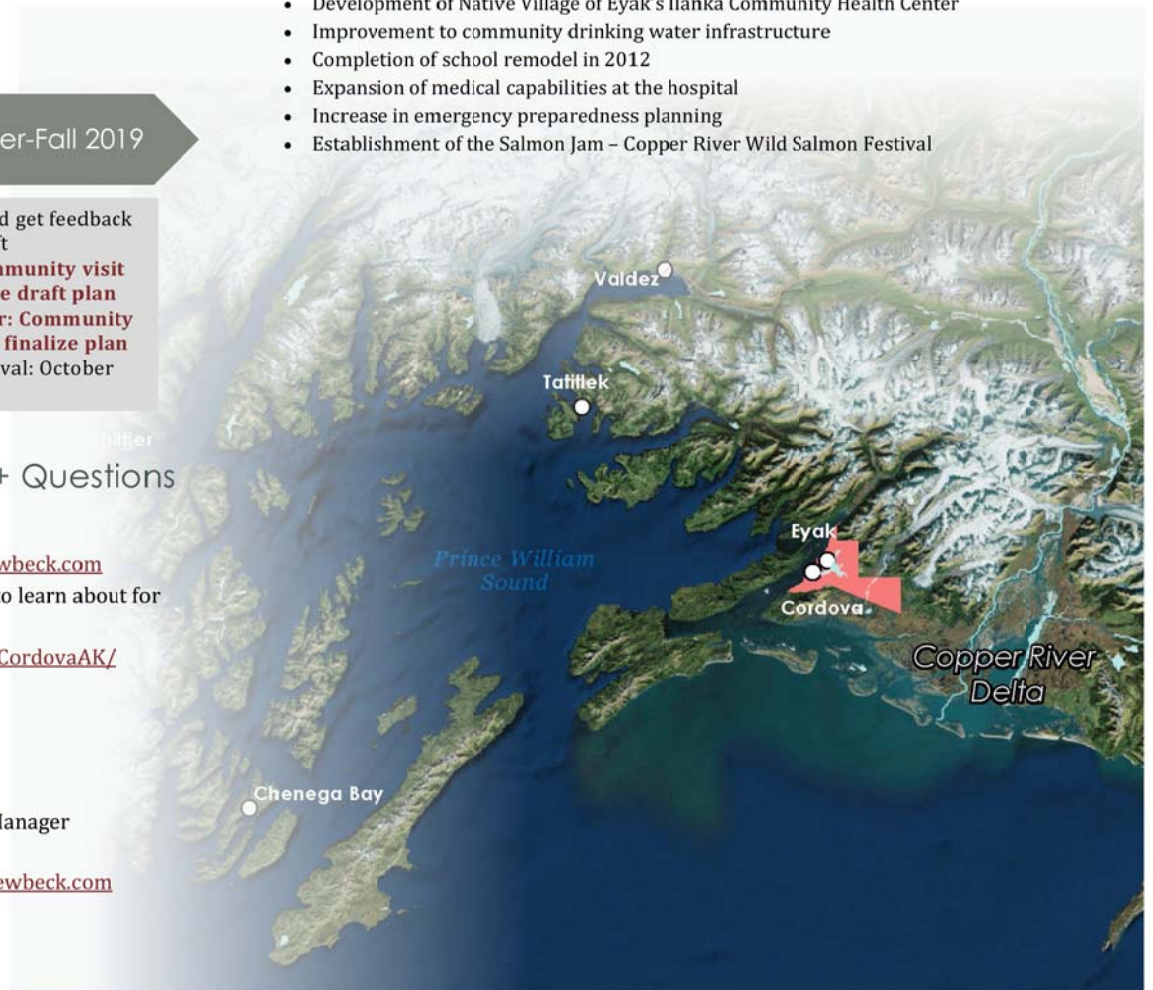 Development of Native Village of Eyak's Ilanka Community Health Center
• Improvement to community drinking water infrastructure
• Completion of school remodel in 2012
• Expansion of medical capabilities at the hospital
• Increase in emergency preparedness planning
• Establishment of the Salmon Jam – Copper River Wild Salmon Festival
er-Fall 2019
d get feedback
ft
mmunity visit
e draft plan
r: Community
finalize plan
val: October
+ Questions
wbeck.com
to learn about for
CordovaAK/
Manager
ewbeck.com
Valdez
Tatitlek
hittier
Prince William
Sound
Eyak
Cordova
Copper River
Delta
Chenega Bay